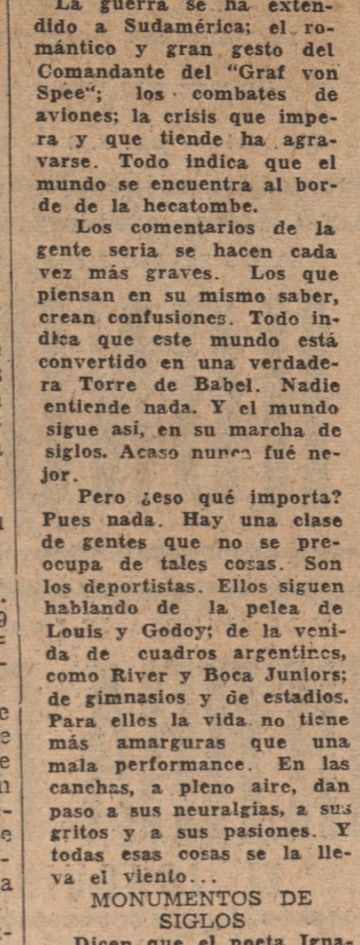 La guerra se ha exten-
dido a Sudamérica; el ro-
mántico y gran gesto del
Comandante del "Graf von
Spee"; los combates de
aviones; la crisis que impe-
ra y que tiende ha agra-
varse. Todo indica que el
mundo se encuentra al bor-
de de la hecatombe.
Los comentarios de la
gente seria se hacen cada
vez más graves. Los que
piensan en su mismo saber,
crean confusiones. Todo in-
dica que este mundo está
convertido en una verdade-
ra Torre de Babel. Nadie
entiende nada. Y el mundo
sigue así, en su marcha de
siglos. Acaso nunca fué ne-
jor.
Pero ¿eso qué importa?
Pues nada. Hay una clase
de gentes que no se pre-
ocupa de tales cosas. Son
los deportistas. Ellos siguen
hablando de la pelea de
Louis y Godoy; de la veni-
da de cuadros argentinos,
como River y Boca Juniors;
de gimnasios y de estadios.
Para ellos la vida no tiene
más amarguras que una
mala performance. En las
canchas, a pleno aire, dan
paso a sus neuralgias, a sus
gritos y a sus pasiones. Y
todas esas cosas se la lle-
va el viento...
MONUMENTOS DE
SIGLOS
Dicen que el poeta Igna-